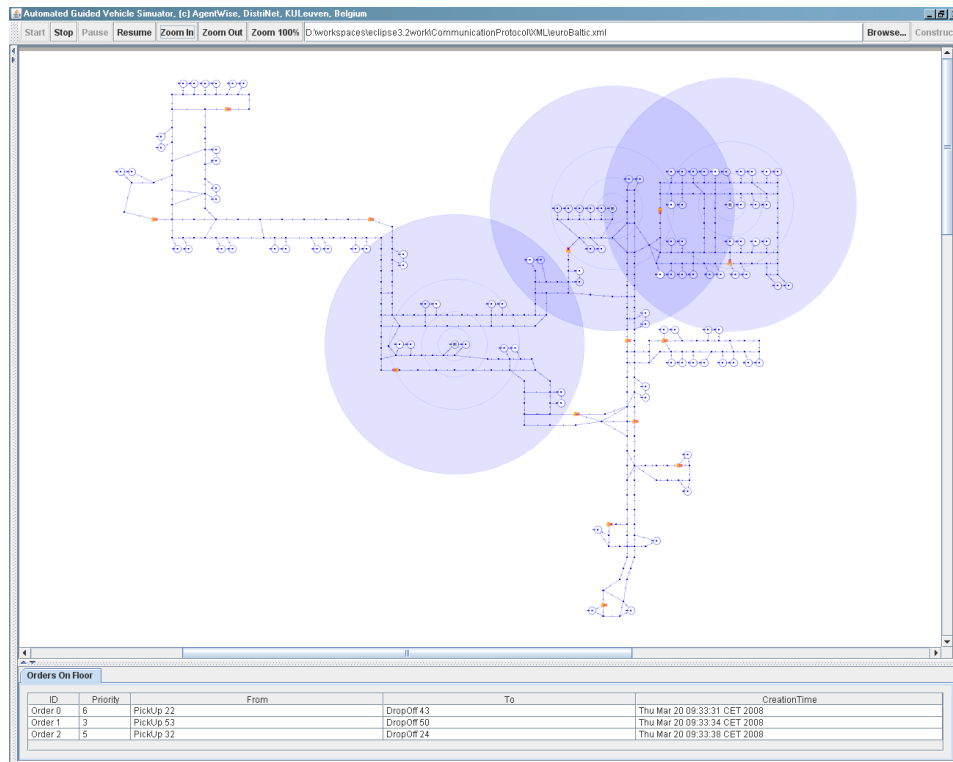 Automated Guided Vehicle Simuator, (c) AgentWise, DistriNet, KULeuven, Belgium
Start Stop Pause Resume Zoom In Zoom Out Zoom 100% D:\workspaces\eclipse3.2work\CommunicationProtocol\XML\euroBaltic.xml Browse... Construc
Orders On Floor
ID Priority From To CreationTime
Order 0 6 PickUp 22 DropOff 43 Thu Mar 20 09:33:31 CET 2008
Order 1 3 PickUp 53 DropOff 50 Thu Mar 20 09:33:34 CET 2008
Order 2 5 PickUp 32 DropOff 24 Thu Mar 20 09:33:38 CET 2008